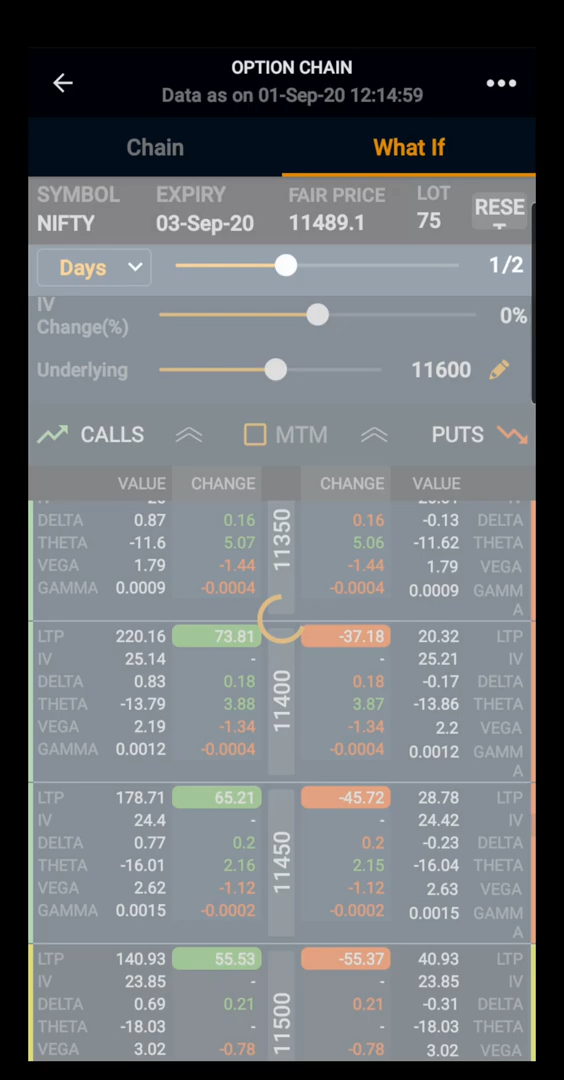 OPTION CHAIN
Data as on 01-Sep-20 12:14:59
Chain What If
SYMBOL EXPIRY FAIR PRICE LOT
NIFTY 03-Sep-20 11489.1 75 RESE
T
Days 1/2
IV
Change(%) 0%
Underlying 11600
CALLS MTM PUTS
VALUE CHANGE CHANGE VALUE
11350
DELTA 0.87 0.16 0.16 -0.13 DELTA
THETA -11.6 5.07 5.06 -11.62 THETA
VEGA 1.79 -1.44 -1.44 1.79 VEGA
GAMMA 0.0009 -0.0004 -0.0004 0.0009 GAMM
A
11400
LTP 220.16 73.81 -37.18 20.32 LTP
IV 25.14 - - 25.21 IV
DELTA 0.83 0.18 0.18 -0.17 DELTA
THETA -13.79 3.88 3.87 -13.86 THETA
VEGA 2.19 -1.34 -1.34 2.2 VEGA
GAMMA 0.0012 -0.0004 -0.0004 0.0012 GAMM
A
11450
LTP 178.71 65.21 -45.72 28.78 LTP
IV 24.4 - - 24.42 IV
DELTA 0.77 0.2 0.2 -0.23 DELTA
THETA -16.01 2.16 2.15 -16.04 THETA
VEGA 2.62 -1.12 -1.12 2.63 VEGA
GAMMA 0.0015 -0.0002 -0.0002 0.0015 GAMM
A
11500
LTP 140.93 55.53 -55.37 40.93 LTP
IV 23.85 - - 23.85 IV
DELTA 0.69 0.21 0.21 -0.31 DELTA
THETA -18.03 - - -18.03 THETA
VEGA 3.02 -0.78 -0.78 3.02 VEGA